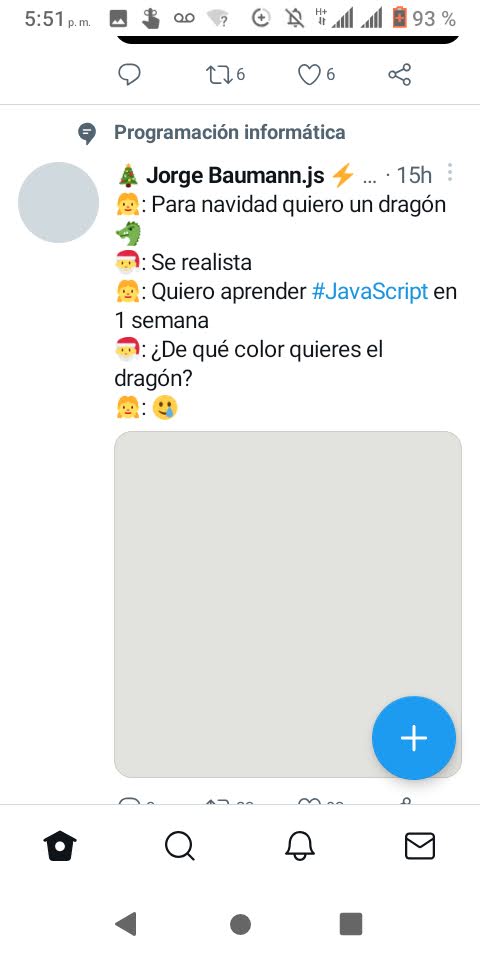 5:51 p. m. H+ 93 %
6 6
Programación informática
🎄 Jorge Baumann.js ⚡ ... · 15h
👧: Para navidad quiero un dragón
🐲
🎅: Se realista
👧: Quiero aprender #JavaScript en
1 semana
🎅: ¿De qué color quieres el
dragón?
👧: 🥲